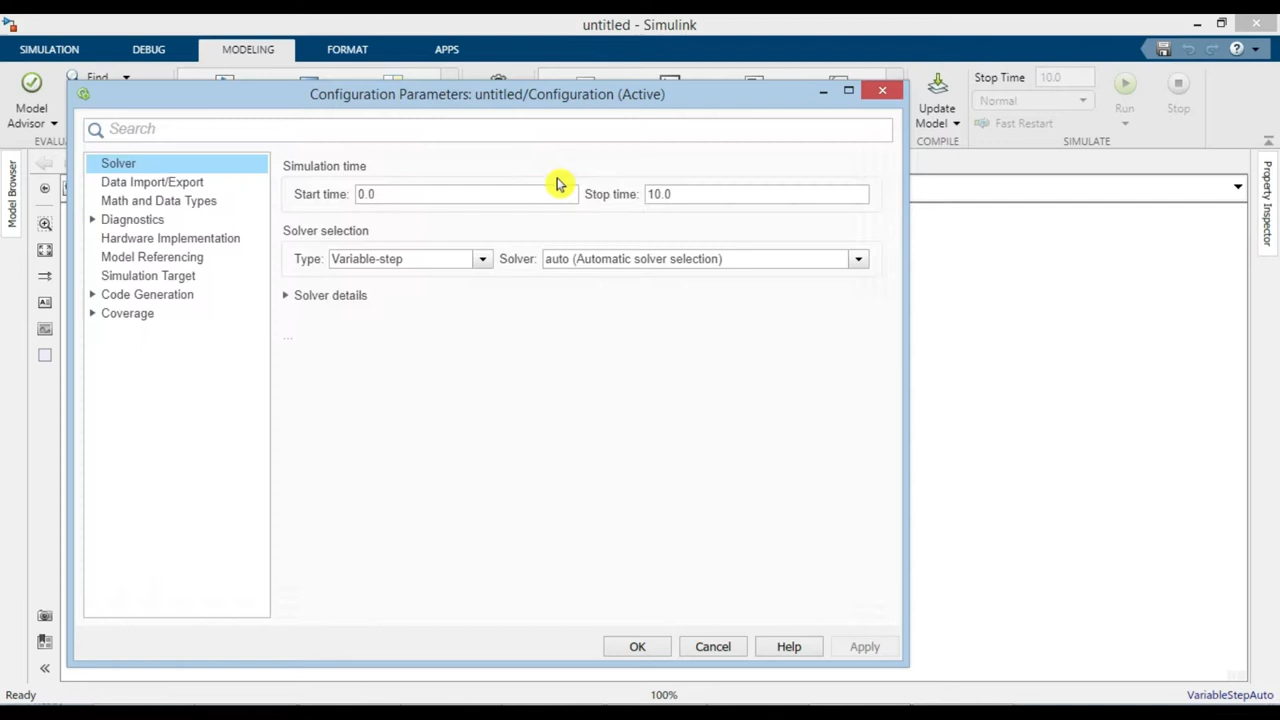 untitled - Simulink
SIMULATION DEBUG MODELING FORMAT APPS
Find
Model
Advisor
Update
Model
COMPILE
Stop Time 10.0
Normal
Fast Restart
Run
Stop
SIMULATE
Configuration Parameters: untitled/Configuration (Active)
Search
Solver
Data Import/Export
Math and Data Types
Diagnostics
Hardware Implementation
Model Referencing
Simulation Target
Code Generation
Coverage
Simulation time
Start time: 0.0 Stop time: 10.0
Solver selection
Type: Variable-step Solver: auto (Automatic solver selection)
Solver details
...
OK Cancel Help Apply
Model Browser
Property Inspector
Ready 100% VariableStepAuto